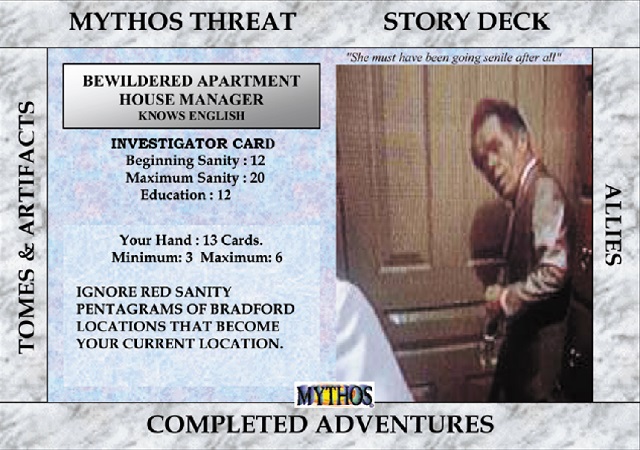 MYTHOS THREAT
STORY DECK
"She must have been going senile after all"
BEWILDERED APARTMENT
HOUSE MANAGER
KNOWS ENGLISH
INVESTIGATOR CARD
Beginning Sanity : 12
Maximum Sanity : 20
Education : 12
Your Hand : 13 Cards.
Minimum: 3 Maximum: 6
IGNORE RED SANITY
PENTAGRAMS OF BRADFORD
LOCATIONS THAT BECOME
YOUR CURRENT LOCATION.
TOMES & ARTIFACTS
ALLIES
MYTHOS
COMPLETED ADVENTURES